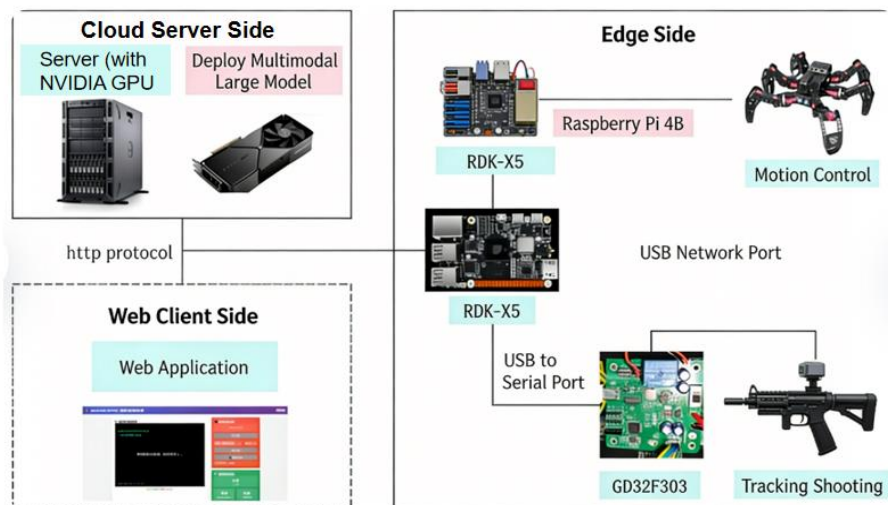 Cloud Server Side
Server (with
NVIDIA GPU
Deploy Multimodal
Large Model
http protocol
Web Client Side
Web Application
Edge Side
RDK-X5
Raspberry Pi 4B
Motion Control
RDK-X5
USB Network Port
USB to
Serial Port
GD32F303
Tracking Shooting